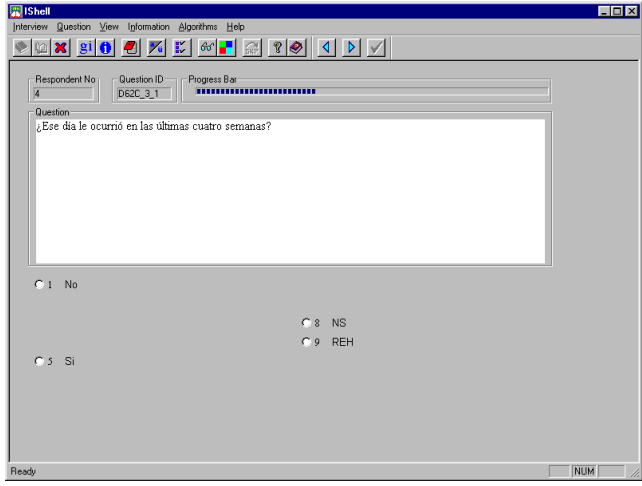 IShell
Interview Question View Information Algorithms Help
gi
Respondent No
4
Question ID
D62C_3_1
Progress Bar
Question
¿Ese día le ocurrió en las últimas cuatro semanas?
1 No
8 NS
9 REH
5 Si
Ready
NUM